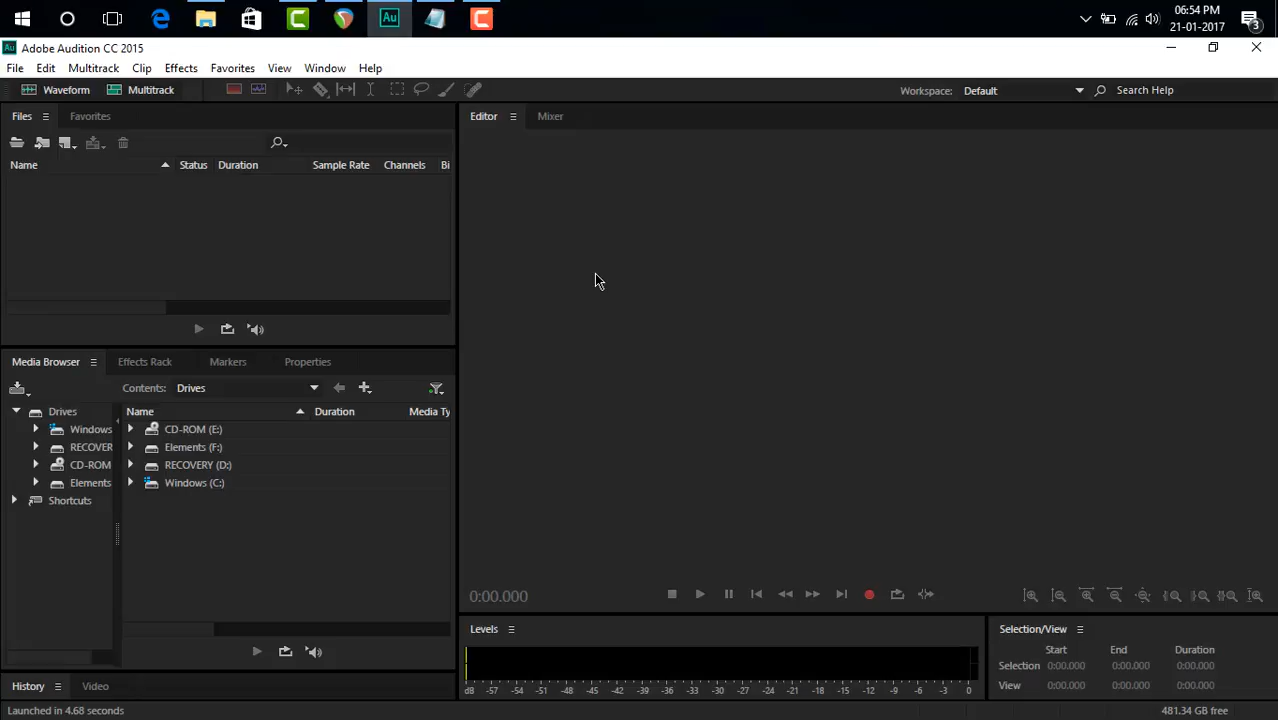 06:54 PM
21-01-2017
3
Au
Au Adobe Audition CC 2015
File Edit Multitrack Clip Effects Favorites View Window Help
Waveform Multitrack Workspace: Default Search Help
Files Favorites Editor Mixer
Name Status Duration Sample Rate Channels Bi
Media Browser Effects Rack Markers Properties
Contents: Drives
Drives Name Duration Media Ty
Windows CD-ROM (E:)
RECOVER Elements (F:)
CD-ROM RECOVERY (D:)
Elements Windows (C:)
Shortcuts
0:00.000
Levels Selection/View
Start End Duration
Selection 0:00.000 0:00.000 0:00.000
View 0:00.000 0:00.000 0:00.000
dB -57 -54 -51 -48 -45 -42 -39 -36 -33 -30 -27 -24 -21 -18 -15 -12 -9 -6 -3 0
History Video
Launched in 4.68 seconds 481.34 GB free